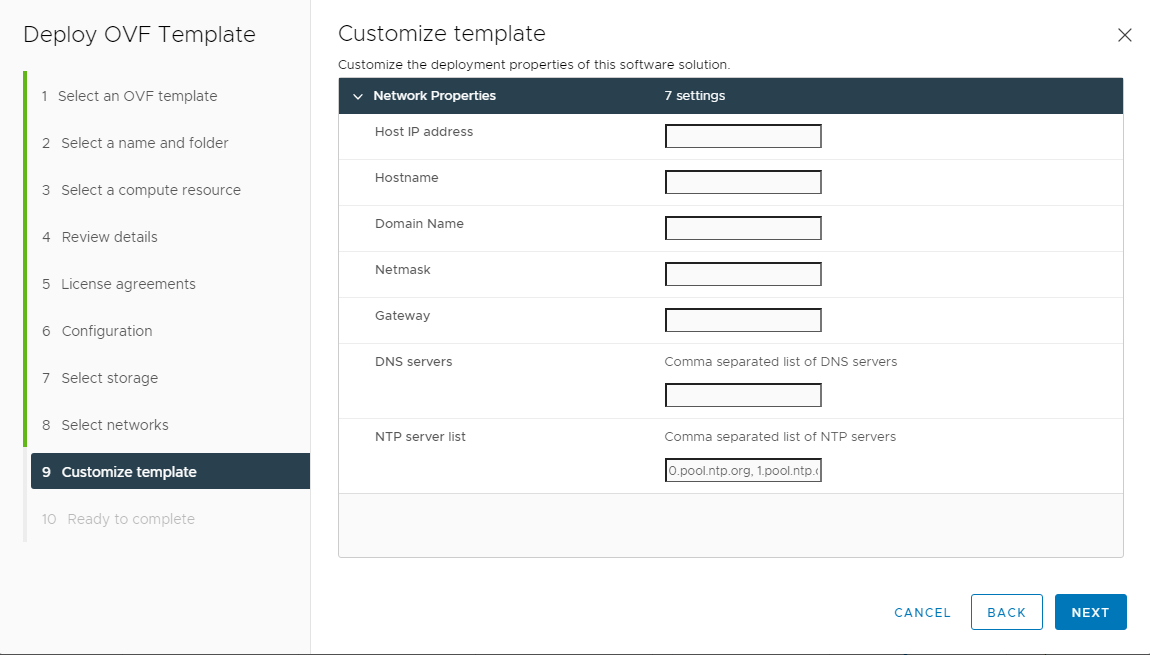 Deploy OVF Template
1 Select an OVF template
2 Select a name and folder
3 Select a compute resource
4 Review details
5 License agreements
6 Configuration
7 Select storage
8 Select networks
9 Customize template
10 Ready to complete
Customize template
Customize the deployment properties of this software solution.
Network Properties 7 settings
Host IP address
Hostname
Domain Name
Netmask
Gateway
DNS servers Comma separated list of DNS servers
NTP server list Comma separated list of NTP servers
0.pool.ntp.org, 1.pool.ntp.
CANCEL BACK NEXT